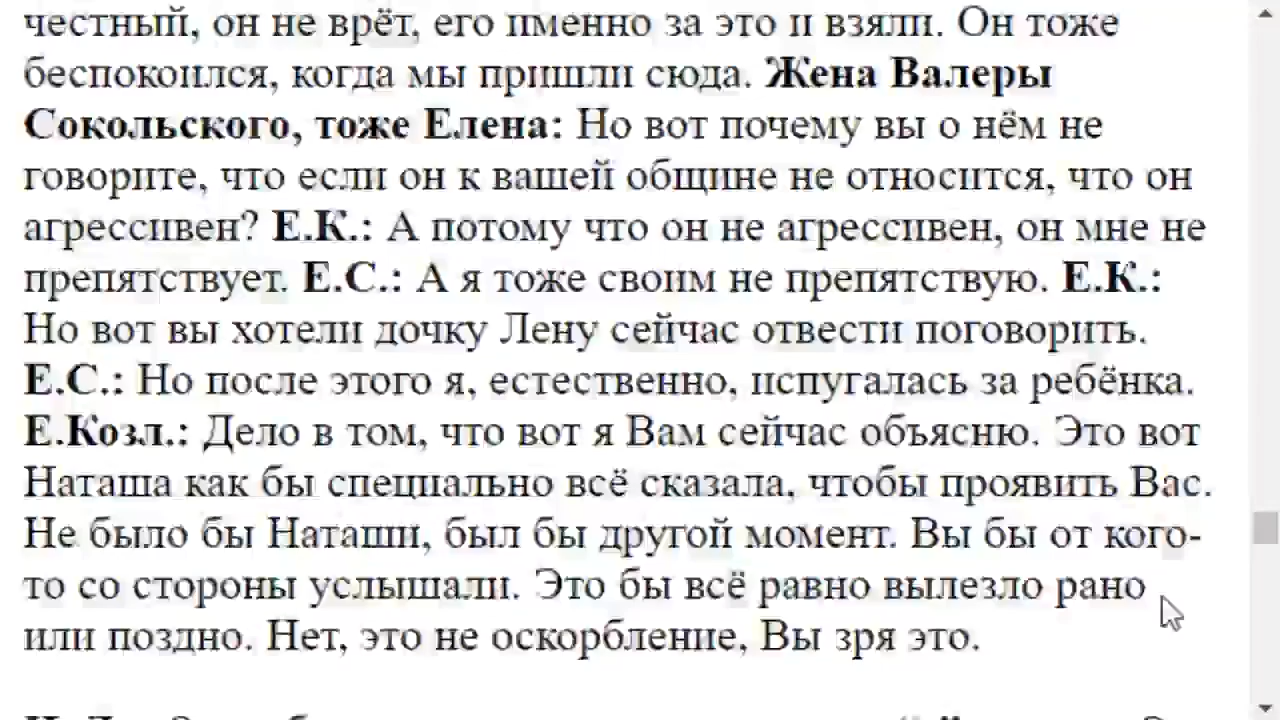 честный, он не врёт, его именно за это и взяли. Он тоже
беспокоился, когда мы пришли сюда. Жена Валеры
Сокольского, тоже Елена: Но вот почему вы о нём не
говорите, что если он к вашей общине не относится, что он
агрессивен? Е.К.: А потому что он не агрессивен, он мне не
препятствует. Е.С.: А я тоже своим не препятствую. Е.К.:
Но вот вы хотели дочку Лену сейчас отвести поговорить.
Е.С.: Но после этого я, естественно, испугалась за ребёнка.
Е.Козл.: Дело в том, что вот я Вам сейчас объясню. Это вот
Наташа как бы специально всё сказала, чтобы проявить Вас.
Не было бы Наташи, был бы другой момент. Вы бы от кого-
то со стороны услышали. Это бы всё равно вылезло рано
или поздно. Нет, это не оскорбление, Вы зря это.